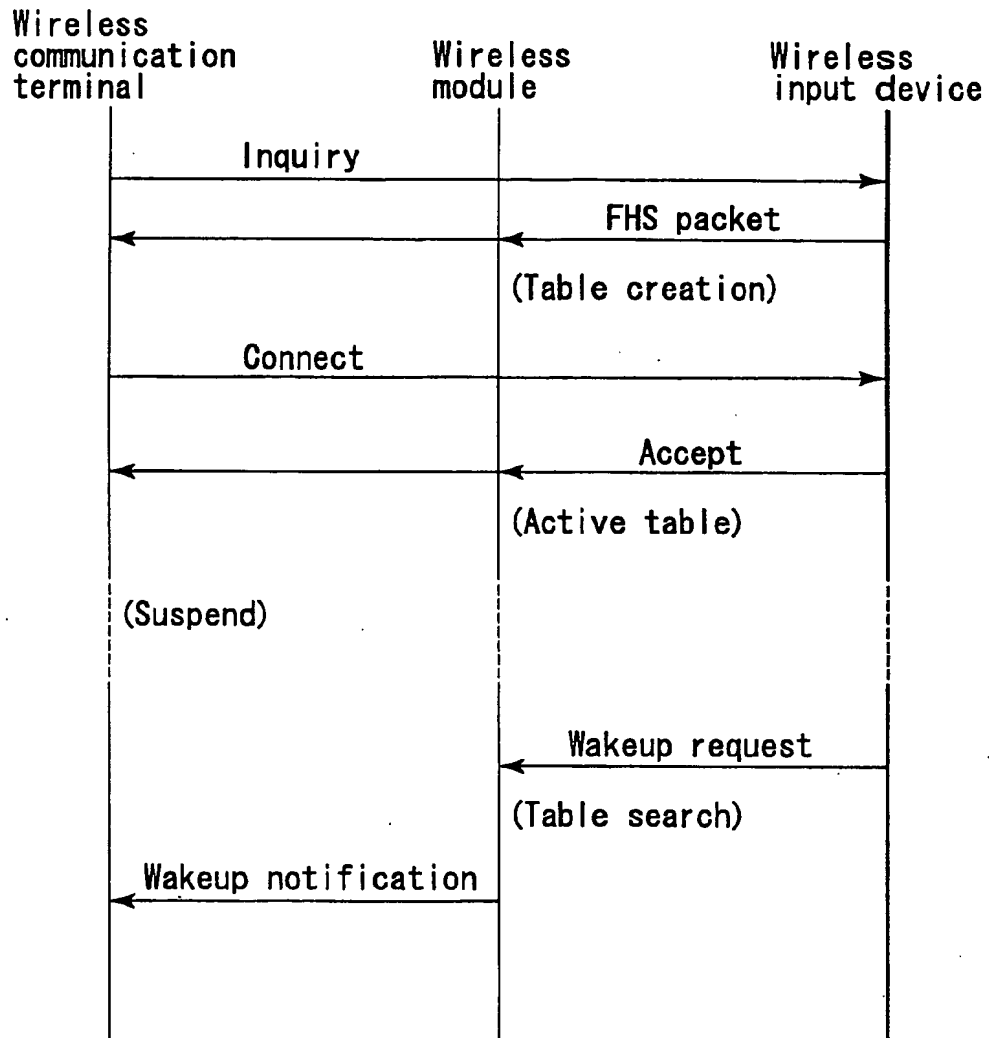 Wireless
communication
terminal
Wireless
module
Wireless
input device
Inquiry
FHS packet
(Table creation)
Connect
Accept
(Active table)
(Suspend)
Wakeup request
(Table search)
Wakeup notification